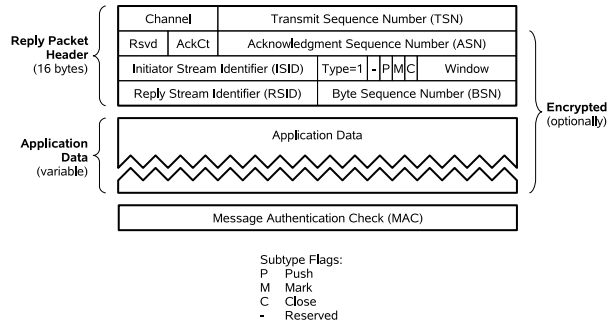 Channel Transmit Sequence Number (TSN)
Reply Packet Header (16 bytes)
Rsvd AckCt Acknowledgment Sequence Number (ASN)
Initiator Stream Identifier (ISID) Type=1 - P M C Window
Reply Stream Identifier (RSID) Byte Sequence Number (BSN)
Encrypted (optionally)
Application Data (variable)
Application Data
Message Authentication Check (MAC)
Subtype Flags:
P Push
M Mark
C Close
- Reserved